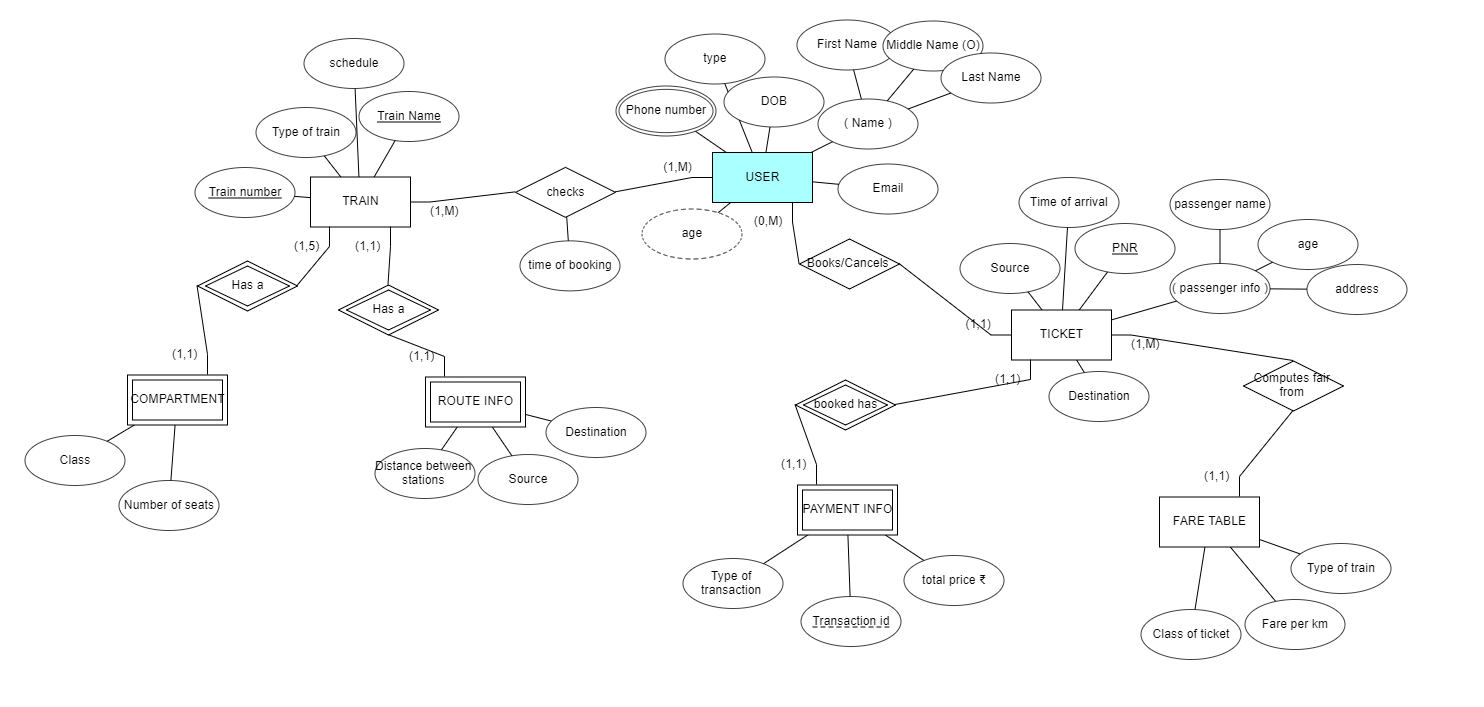 schedule
Type of train
Train Name
Train number
TRAIN
(1,M)
checks
time of booking
(1,M)
type
Phone number
DOB
First Name
Middle Name (O)
Last Name
( Name )
USER
Email
age
(0,M)
Books/Cancels
(1,1)
Source
Time of arrival
PNR
passenger name
age
( passenger info )
address
TICKET
(1,M)
Destination
Computes fair
from
(1,1)
FARE TABLE
Type of train
Fare per km
Class of ticket
(1,1)
booked has
(1,1)
PAYMENT INFO
Type of
transaction
Transaction id
total price ₹
(1,5)
Has a
(1,1)
COMPARTMENT
Class
Number of seats
(1,1)
Has a
(1,1)
ROUTE INFO
Destination
Distance between
stations
Source